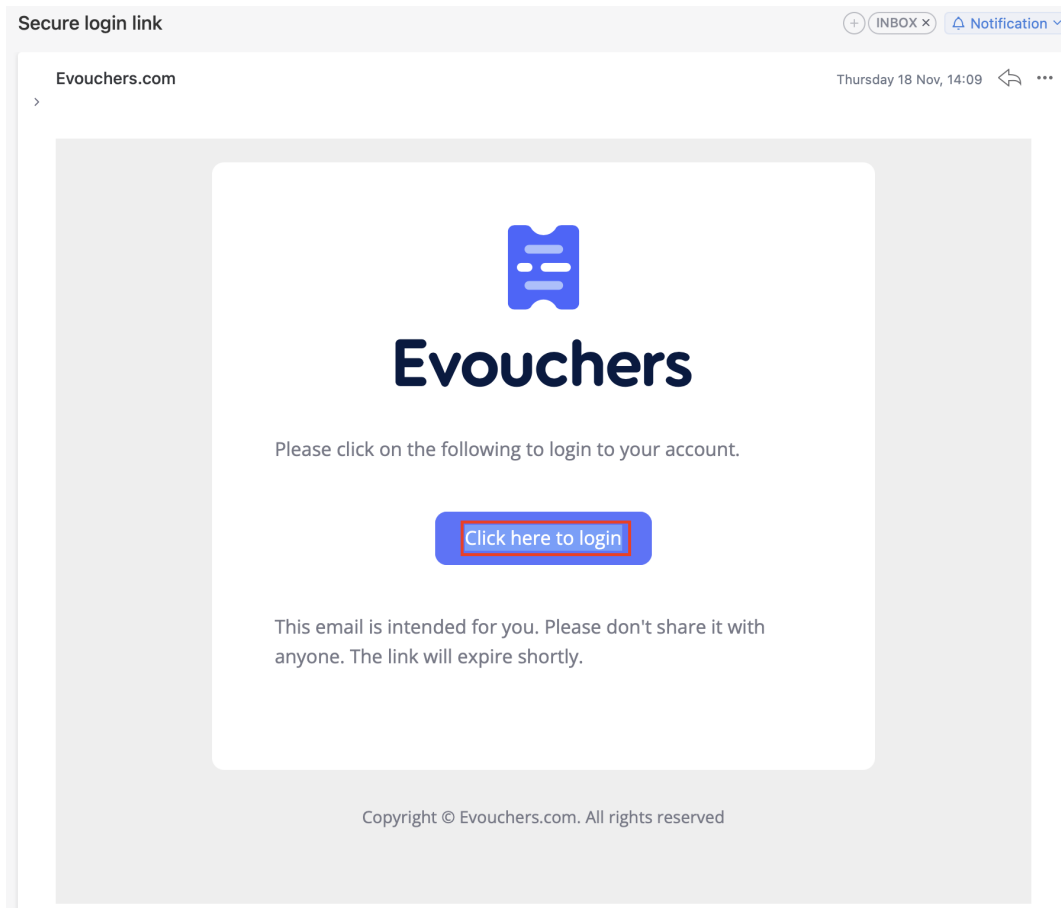 Secure login link
INBOX ×
Notification
Evouchers.com
Thursday 18 Nov, 14:09
Evouchers
Please click on the following to login to your account.
Click here to login
This email is intended for you. Please don't share it with
anyone. The link will expire shortly.
Copyright © Evouchers.com. All rights reserved